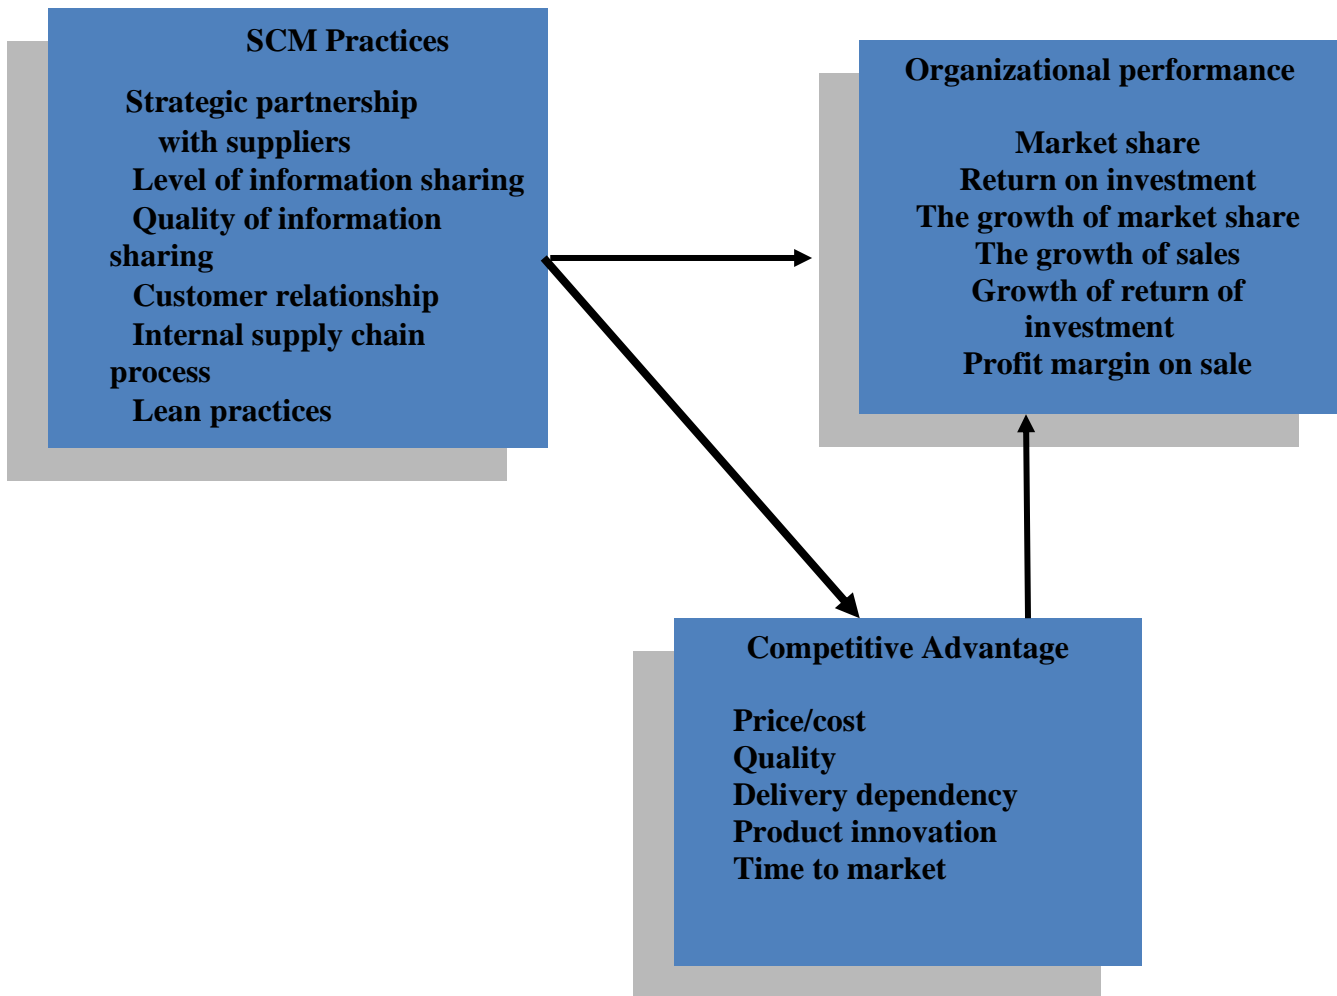 SCM Practices
Strategic partnership
with suppliers
Level of information sharing
Quality of information
sharing
Customer relationship
Internal supply chain
process
Lean practices
Organizational performance
Market share
Return on investment
The growth of market share
The growth of sales
Growth of return of
investment
Profit margin on sale
Competitive Advantage
Price/cost
Quality
Delivery dependency
Product innovation
Time to market